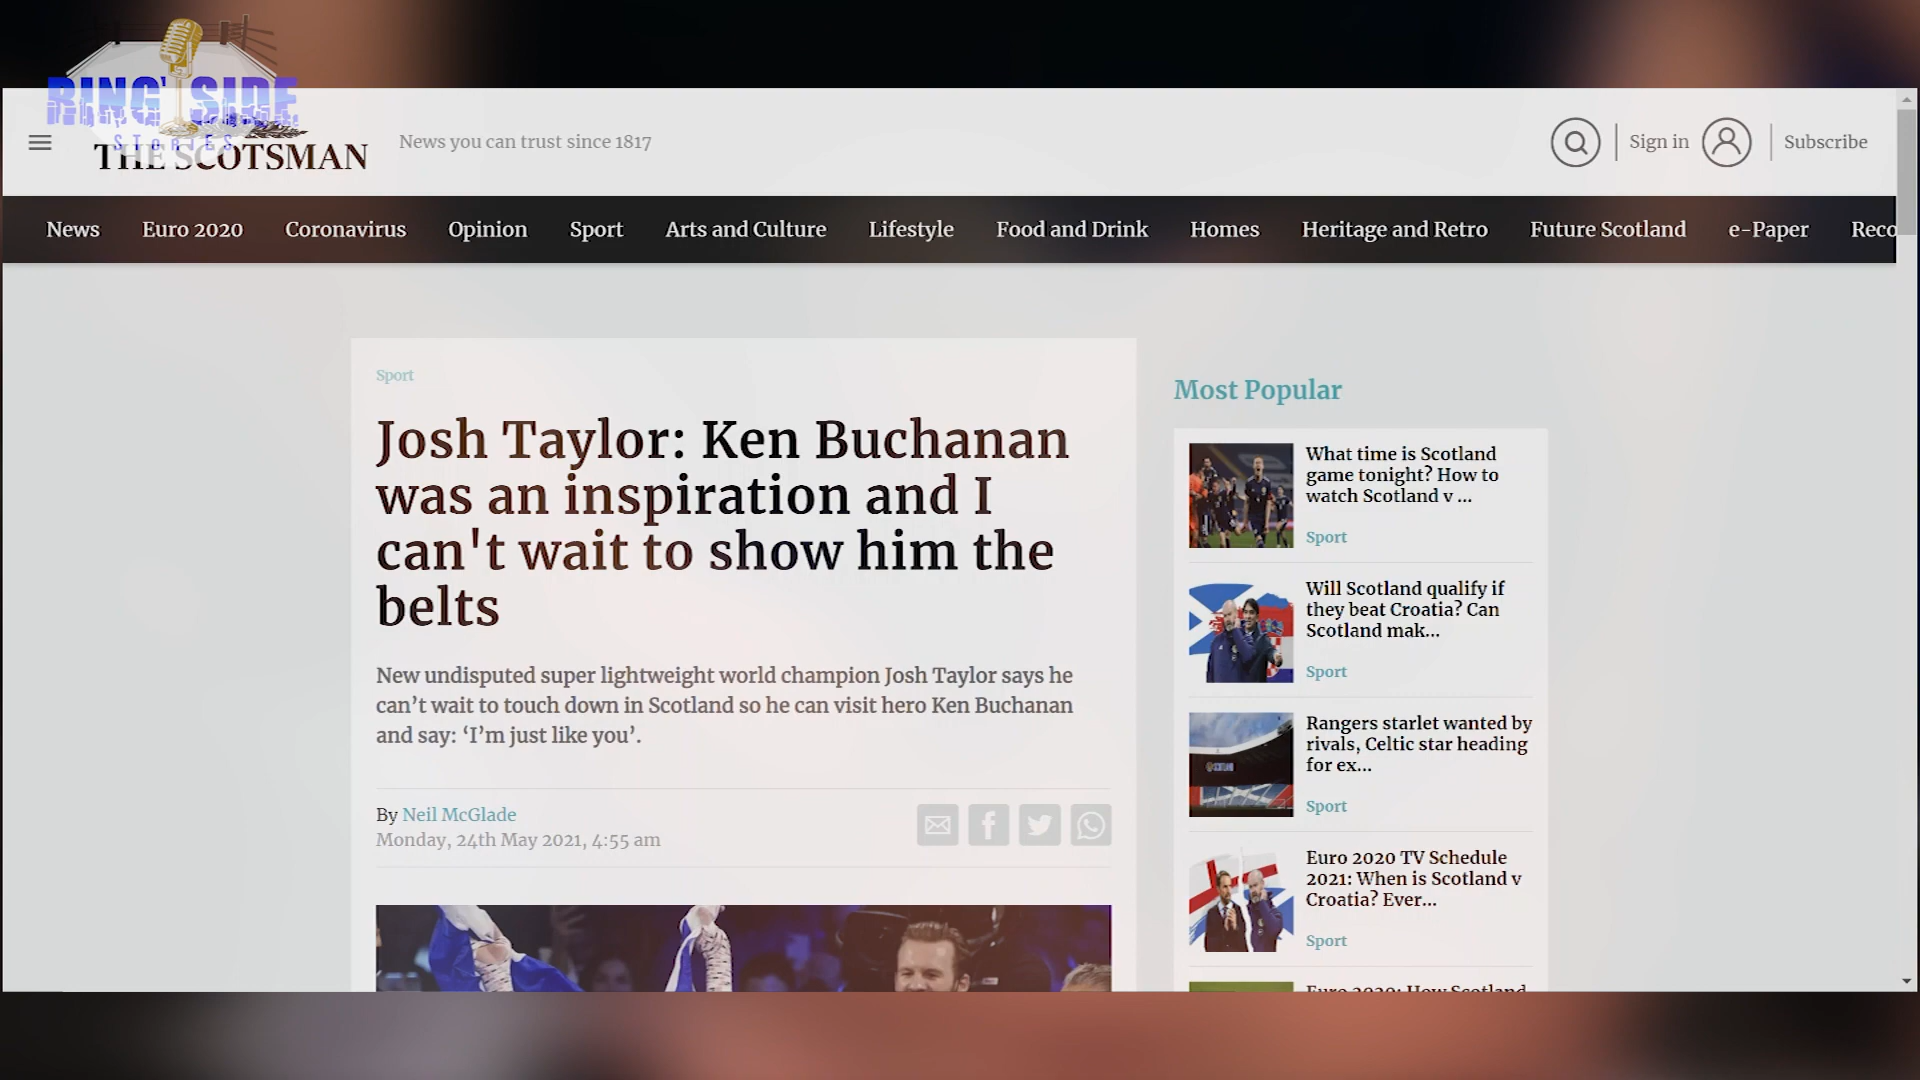 RING SIDE
STORIES
THE SCOTSMAN
News you can trust since 1817
Sign in
Subscribe
News Euro 2020 Coronavirus Opinion Sport Arts and Culture Lifestyle Food and Drink Homes Heritage and Retro Future Scotland e-Paper Reco
Sport
Josh Taylor: Ken Buchanan
was an inspiration and I
can't wait to show him the
belts
New undisputed super lightweight world champion Josh Taylor says he
can’t wait to touch down in Scotland so he can visit hero Ken Buchanan
and say: ‘I’m just like you’.
By Neil McGlade
Monday, 24th May 2021, 4:55 am
Most Popular
What time is Scotland
game tonight? How to
watch Scotland v ...
Sport
Will Scotland qualify if
they beat Croatia? Can
Scotland mak...
Sport
Rangers starlet wanted by
rivals, Celtic star heading
for ex...
Sport
Euro 2020 TV Schedule
2021: When is Scotland v
Croatia? Ever...
Sport
Euro 2020: How Scotland